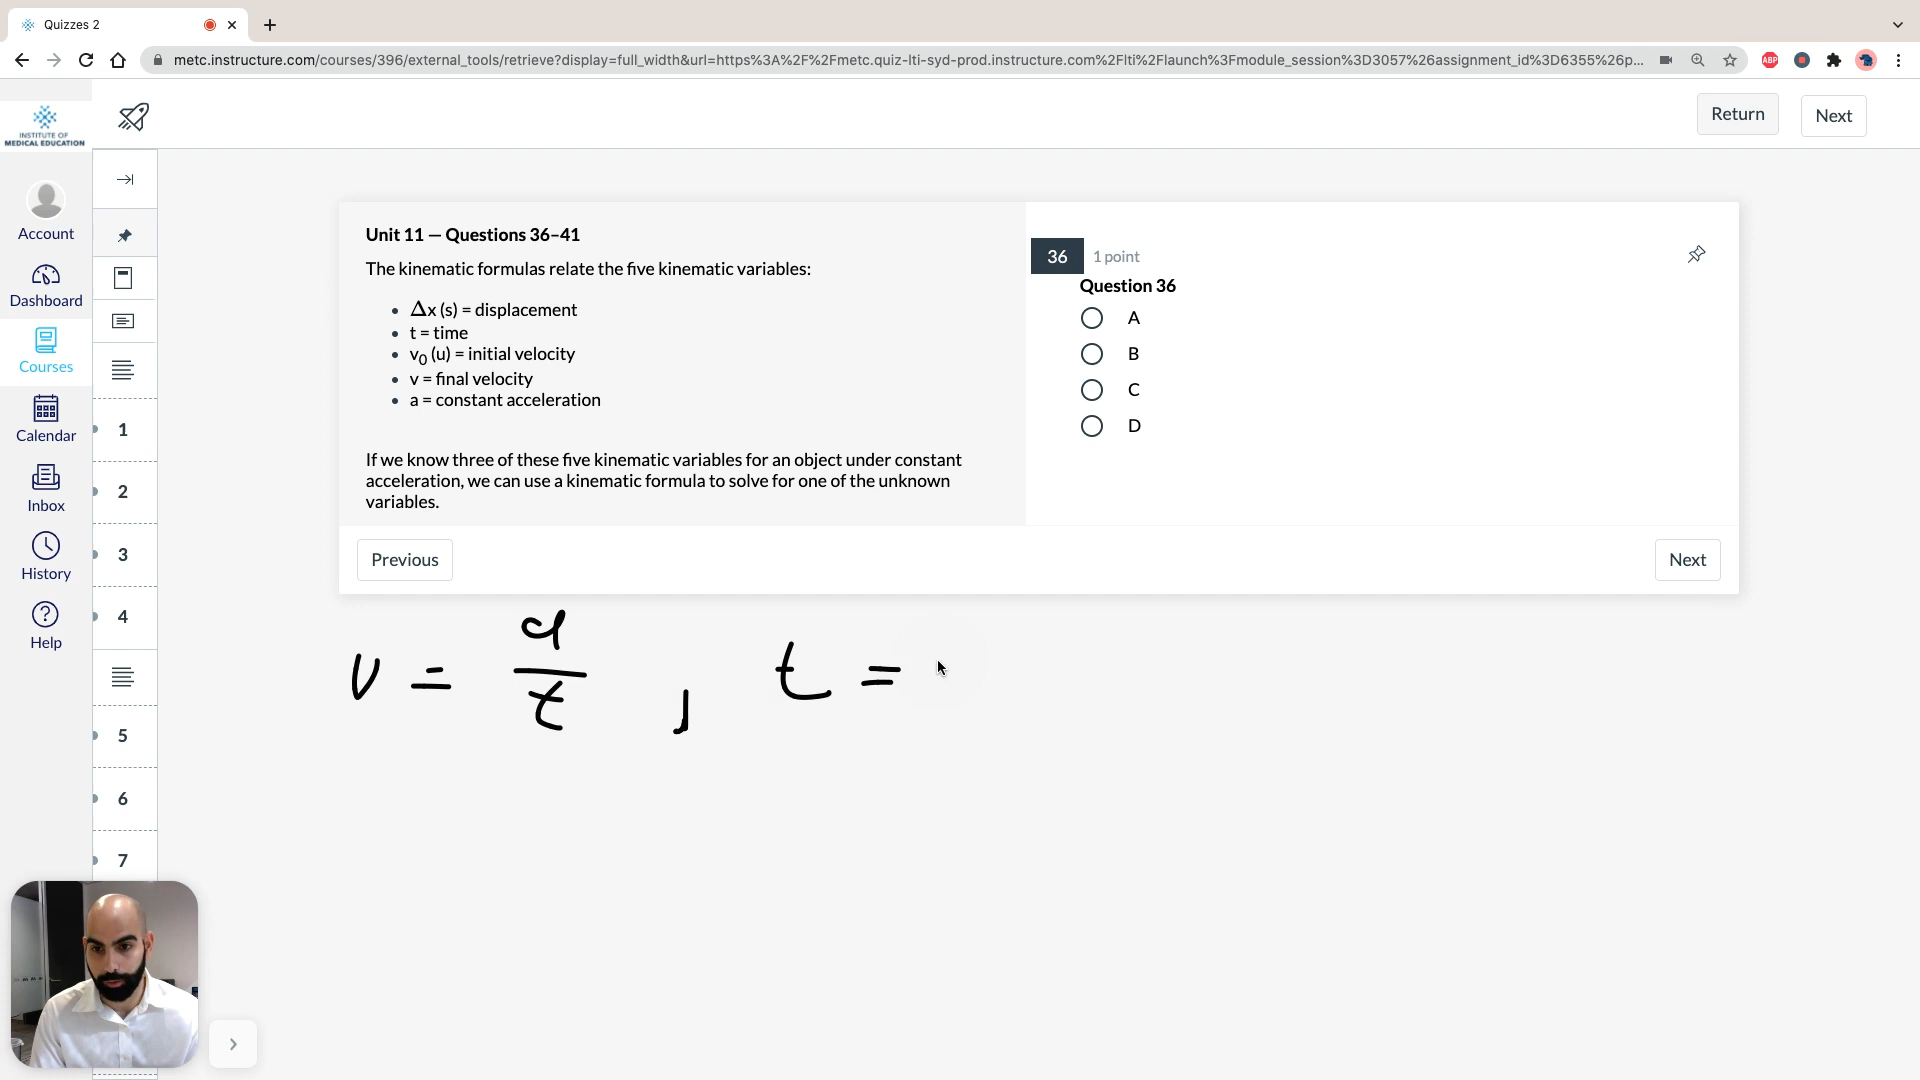 Quizzes 2
metc.instructure.com/courses/396/external_tools/retrieve?display=full_width&url=https%3A%2F%2Fmetc.quiz-lti-syd-prod.instructure.com%2Flti%2Flaunch%3Fmodule_session%3D3057%26assignment_id%3D6355%26p...
ABP
INSTITUTE OF
MEDICAL EDUCATION
Return
Next
Account
Dashboard
Courses
Calendar
Inbox
History
Help
1
2
3
4
5
6
7
Unit 11 — Questions 36–41
The kinematic formulas relate the five kinematic variables:
• Δx (s) = displacement
• t = time
• v₀ (u) = initial velocity
• v = final velocity
• a = constant acceleration
If we know three of these five kinematic variables for an object under constant
acceleration, we can use a kinematic formula to solve for one of the unknown
variables.
36 1 point
Question 36
A
B
C
D
Previous
Next
v = d/t , t =